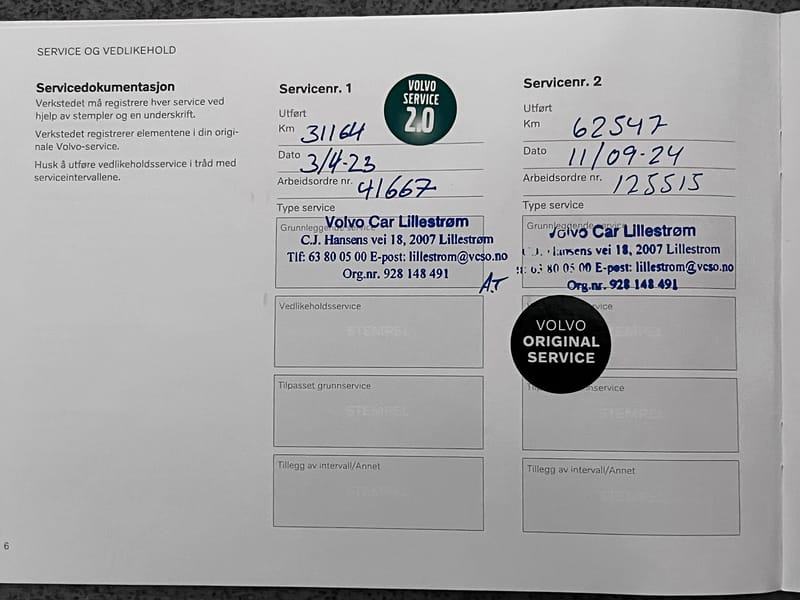 SERVICE OG VEDLIKEHOLD
Servicedokumentasjon
Verkstedet må registrere hver service ved
hjelp av stempler og en underskrift.
Verkstedet registrerer elementene i din origi-
nale Volvo-service.
Husk å utføre vedlikeholdsservice i tråd med
serviceintervallene.
Servicenr. 1
VOLVO
SERVICE
2.0
Utført
Km 31164
Dato 3/4-23
Arbeidsordre nr. 41667
Type service
Grunnleggende service
Volvo Car Lillestrøm
C.J. Hansens vei 18, 2007 Lillestrøm
Tlf: 63 80 05 00 E-post: lillestrom@vcso.no
Org.nr. 928 148 491
A.T
Vedlikeholdsservice
STEMPEL
Tilpasset grunnservice
STEMPEL
Tillegg av intervall/Annet
STEMPEL
Servicenr. 2
Utført
Km 62547
Dato 11/09-24
Arbeidsordre nr. 125515
Type service
Grunnleggende service
Volvo Car Lillestrøm
C.J. Hansens vei 18, 2007 Lillestrøm
63 80 05 00 E-post: lillestrom@vcso.no
Org.nr. 928 148 491
VOLVO
ORIGINAL
SERVICE
STEMPEL
STEMPEL
Tillegg av intervall/Annet
STEMPEL
6